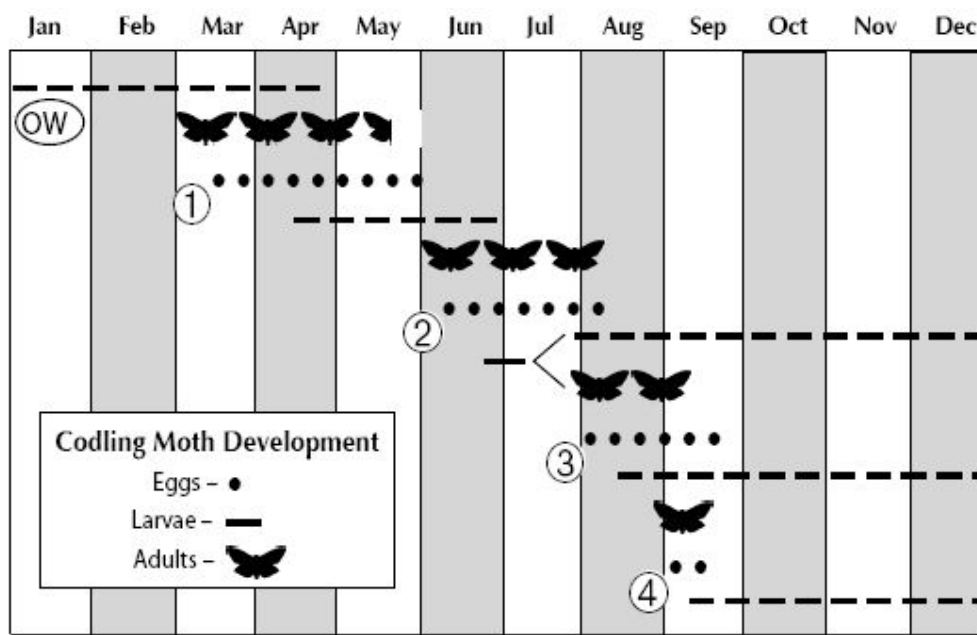 Jan Feb Mar Apr May Jun Jul Aug Sep Oct Nov Dec
OW
1
2
3
4
Codling Moth Development
Eggs –
Larvae –
Adults –